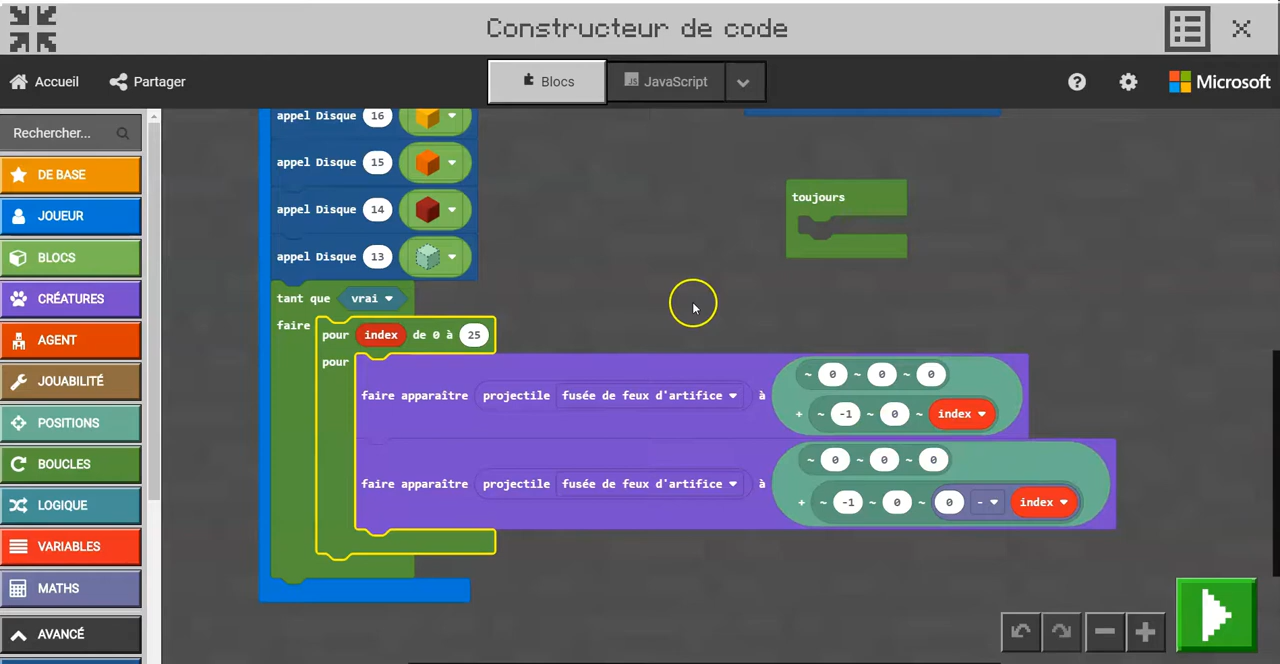 Constructeur de code
Accueil
Partager
Blocs
JavaScript
Microsoft
Rechercher...
DE BASE
JOUEUR
BLOCS
CRÉATURES
AGENT
JOUABILITÉ
POSITIONS
BOUCLES
LOGIQUE
VARIABLES
MATHS
AVANCÉ
appel Disque 16
appel Disque 15
appel Disque 14
appel Disque 13
tant que vrai
faire
pour index de 0 à 25
pour
faire apparaître projectile fusée de feux d'artifice à ~ 0 ~ 0 ~ 0
+ ~ -1 ~ 0 ~ index
faire apparaître projectile fusée de feux d'artifice à ~ 0 ~ 0 ~ 0
+ ~ -1 ~ 0 ~ 0 - index
toujours